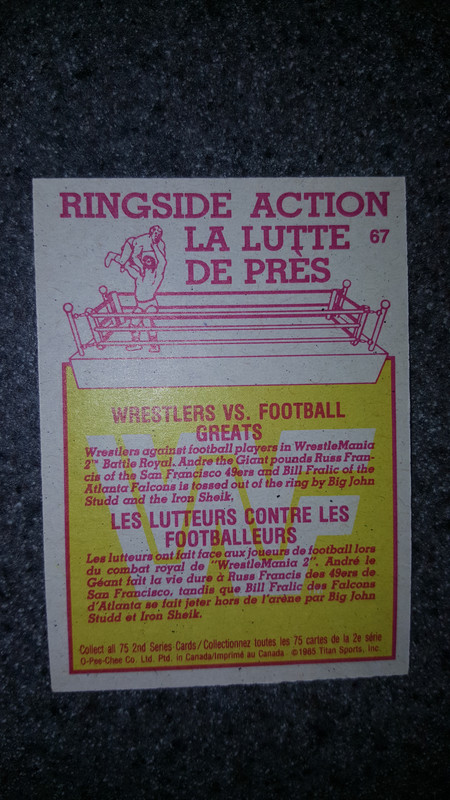 RINGSIDE ACTION
LA LUTTE 67
DE PRÈS
WRESTLERS VS. FOOTBALL
GREATS
Wrestlers against football players in WrestleMania
2™ Battle Royal. Andre the Giant pounds Russ Fran-
cis of the San Francisco 49ers and Bill Fralic of the
Atlanta Falcons is tossed out of the ring by Big John
Studd and the Iron Sheik.
LES LUTTEURS CONTRE LES
FOOTBALLEURS
Les lutteurs ont fait face aux joueurs de football lors
du combat royal de "WrestleMania 2". André le
Géant fait la vie dure à Russ Francis des 49ers de
San Francisco, tandis que Bill Fralic des Falcons
d'Atlanta se fait jeter hors de l'arène par Big John
Studd et Iron Sheik.
Collect all 75 2nd Series Cards/Collectionnez toutes les 75 cartes de la 2e série
O-Pee-Chee Co. Ltd. Ptd. in Canada/Imprimé au Canada ©1985 Titan Sports, Inc.